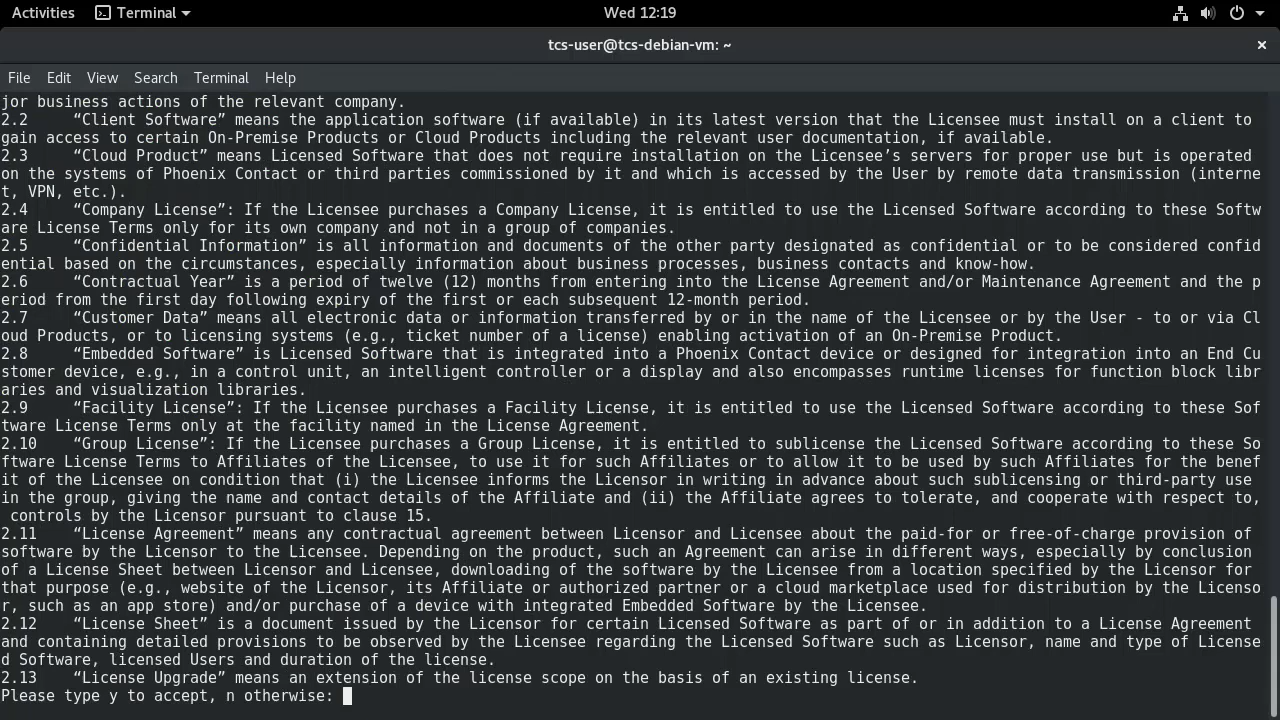 Activities Terminal Wed 12:19
tcs-user@tcs-debian-vm: ~ ×
File Edit View Search Terminal Help
jor business actions of the relevant company.
2.2     “Client Software” means the application software (if available) in its latest version that the Licensee must install on a client to
gain access to certain On-Premise Products or Cloud Products including the relevant user documentation, if available.
2.3     “Cloud Product” means Licensed Software that does not require installation on the Licensee’s servers for proper use but is operated
on the systems of Phoenix Contact or third parties commissioned by it and which is accessed by the User by remote data transmission (interne
t, VPN, etc.).
2.4     “Company License”: If the Licensee purchases a Company License, it is entitled to use the Licensed Software according to these Softw
are License Terms only for its own company and not in a group of companies.
2.5     “Confidential Information” is all information and documents of the other party designated as confidential or to be considered confid
ential based on the circumstances, especially information about business processes, business contacts and know-how.
2.6     “Contractual Year” is a period of twelve (12) months from entering into the License Agreement and/or Maintenance Agreement and the p
eriod from the first day following expiry of the first or each subsequent 12-month period.
2.7     “Customer Data” means all electronic data or information transferred by or in the name of the Licensee or by the User - to or via Cl
oud Products, or to licensing systems (e.g., ticket number of a license) enabling activation of an On-Premise Product.
2.8     “Embedded Software” is Licensed Software that is integrated into a Phoenix Contact device or designed for integration into an End Cu
stomer device, e.g., in a control unit, an intelligent controller or a display and also encompasses runtime licenses for function block libr
aries and visualization libraries.
2.9     “Facility License”: If the Licensee purchases a Facility License, it is entitled to use the Licensed Software according to these Sof
tware License Terms only at the facility named in the License Agreement.
2.10    “Group License”: If the Licensee purchases a Group License, it is entitled to sublicense the Licensed Software according to these So
ftware License Terms to Affiliates of the Licensee, to use it for such Affiliates or to allow it to be used by such Affiliates for the benef
it of the Licensee on condition that (i) the Licensee informs the Licensor in writing in advance about such sublicensing or third-party use
in the group, giving the name and contact details of the Affiliate and (ii) the Affiliate agrees to tolerate, and cooperate with respect to,
 controls by the Licensor pursuant to clause 15.
2.11    “License Agreement” means any contractual agreement between Licensor and Licensee about the paid-for or free-of-charge provision of
software by the Licensor to the Licensee. Depending on the product, such an Agreement can arise in different ways, especially by conclusion
of a License Sheet between Licensor and Licensee, downloading of the software by the Licensee from a location specified by the Licensor for
that purpose (e.g., website of the Licensor, its Affiliate or authorized partner or a cloud marketplace used for distribution by the Licenso
r, such as an app store) and/or purchase of a device with integrated Embedded Software by the Licensee.
2.12    “License Sheet” is a document issued by the Licensor for certain Licensed Software as part of or in addition to a License Agreement
and containing detailed provisions to be observed by the Licensee regarding the Licensed Software such as Licensor, name and type of License
d Software, licensed Users and duration of the license.
2.13    “License Upgrade” means an extension of the license scope on the basis of an existing license.
Please type y to accept, n otherwise: